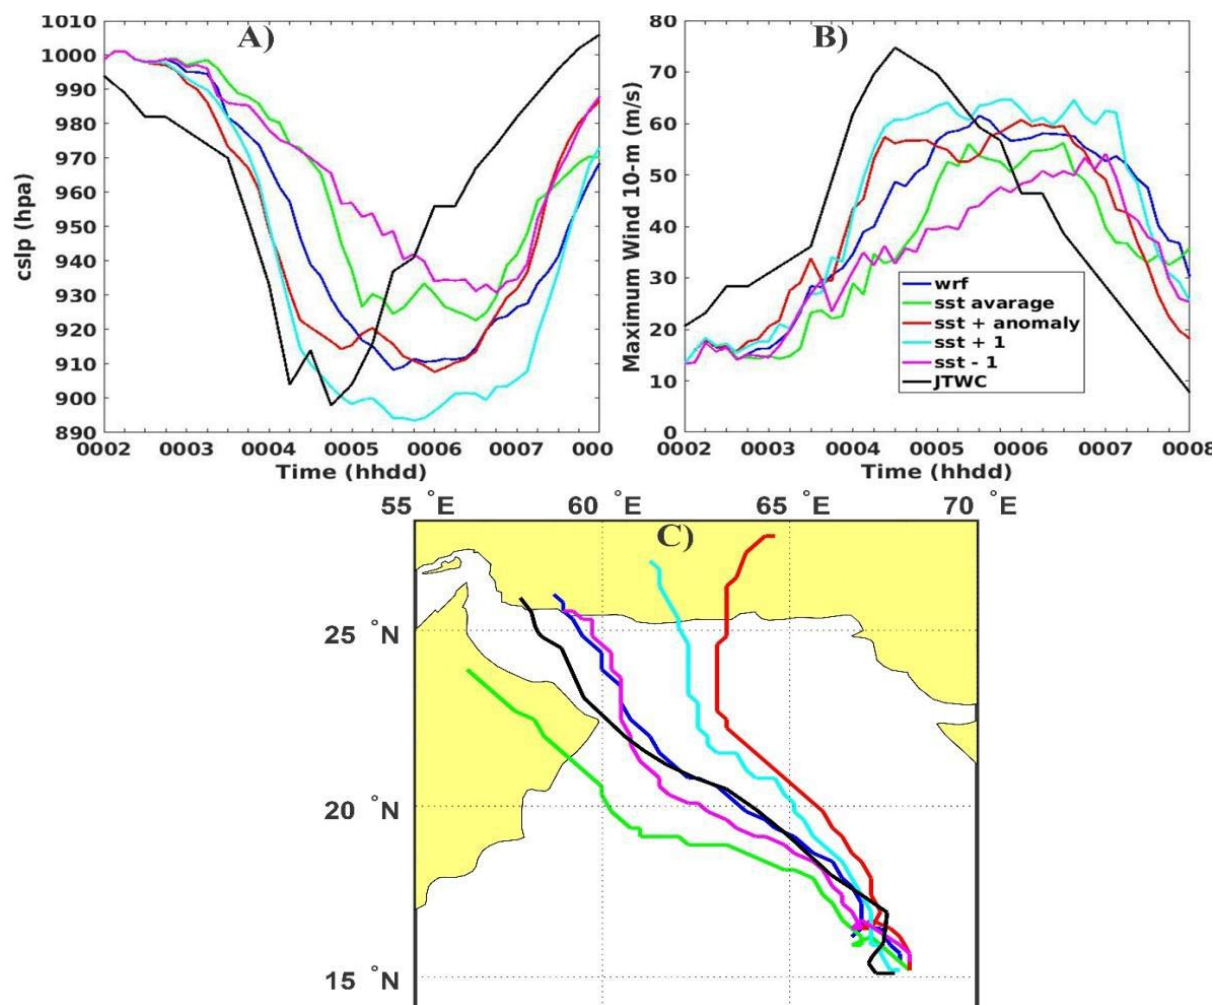 A)
cslp (hpa)
1010
1000
990
980
970
960
950
940
930
920
910
900
890
0002 0003 0004 0005 0006 0007 000
Time (hhdd)
B)
Maximum Wind 10-m (m/s)
80
70
60
50
40
30
20
10
0
wrf
sst avarage
sst + anomaly
sst + 1
sst - 1
JTWC
0002 0003 0004 0005 0006 0007 0008
Time (hhdd)
55 °E 60 °E 65 °E 70 °E
C)
25 °N
20 °N
15 °N